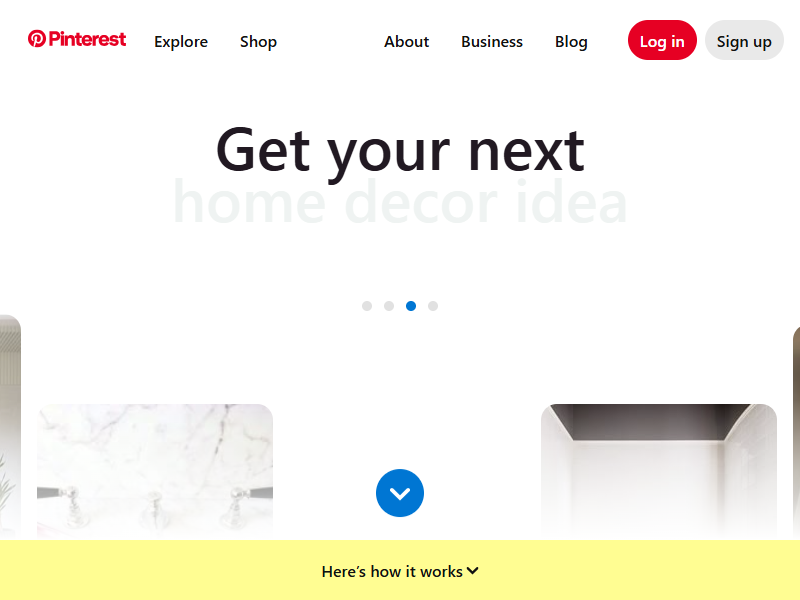 Pinterest
Explore
Shop
About
Business
Blog
Log in
Sign up
Get your next
home decor idea
Here's how it works